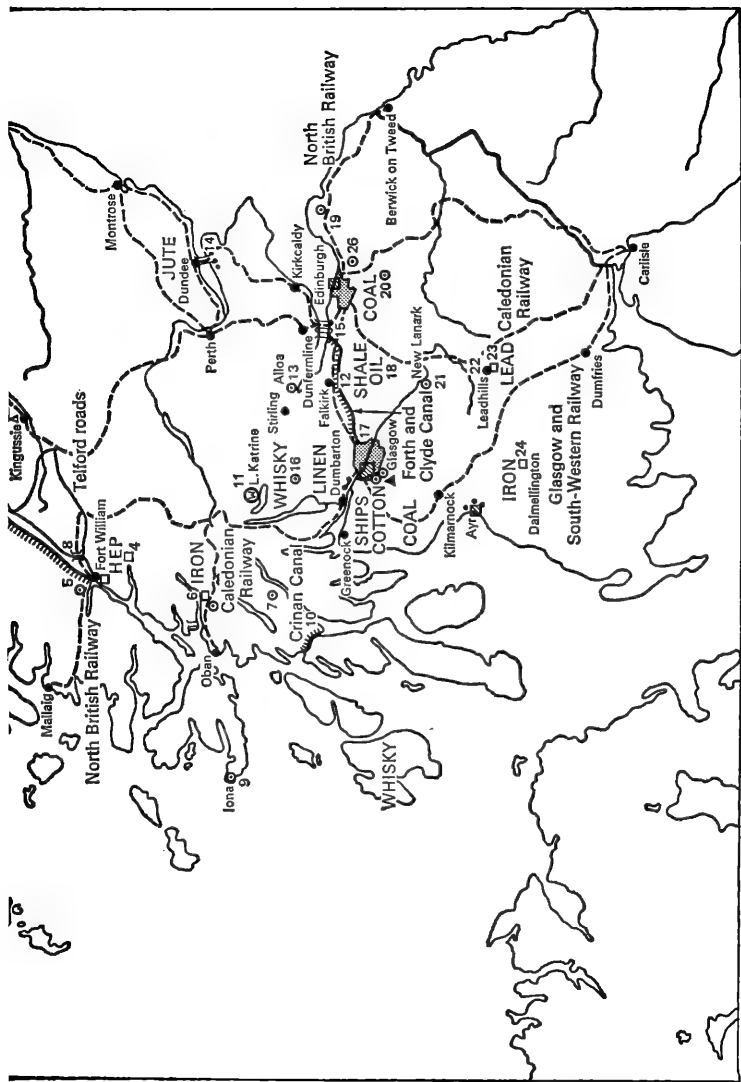 Kingussie
Mallaig
5
8
Telford roads
North British
Railway
Fort William
HEP
4
Montrose
JUTE
Dundee
14
Perth
6
IRON
Oban
Caledonian
Railway
Iona
9
7
11
L. Katrine
WHISKY
16
Stirling
Alloa
13
Kirkcaldy
Dunfermline
Crinan Canal
10
LINEN
Dumbarton
Falkirk
12
15
Edinburgh
North
British Railway
19
Greenock
SHIPS
COTTON
17
Glasgow
SHALE
OIL
18
COAL
20
26
Berwick on Tweed
WHISKY
COAL
Forth and
Clyde Canal
New Lanark
21
Kilmarnock
Ayr
Leadhills
22
23
LEAD
Caledonian
Railway
IRON
24
Dalmellington
Glasgow and
South-Western Railway
Dumfries
Carlisle